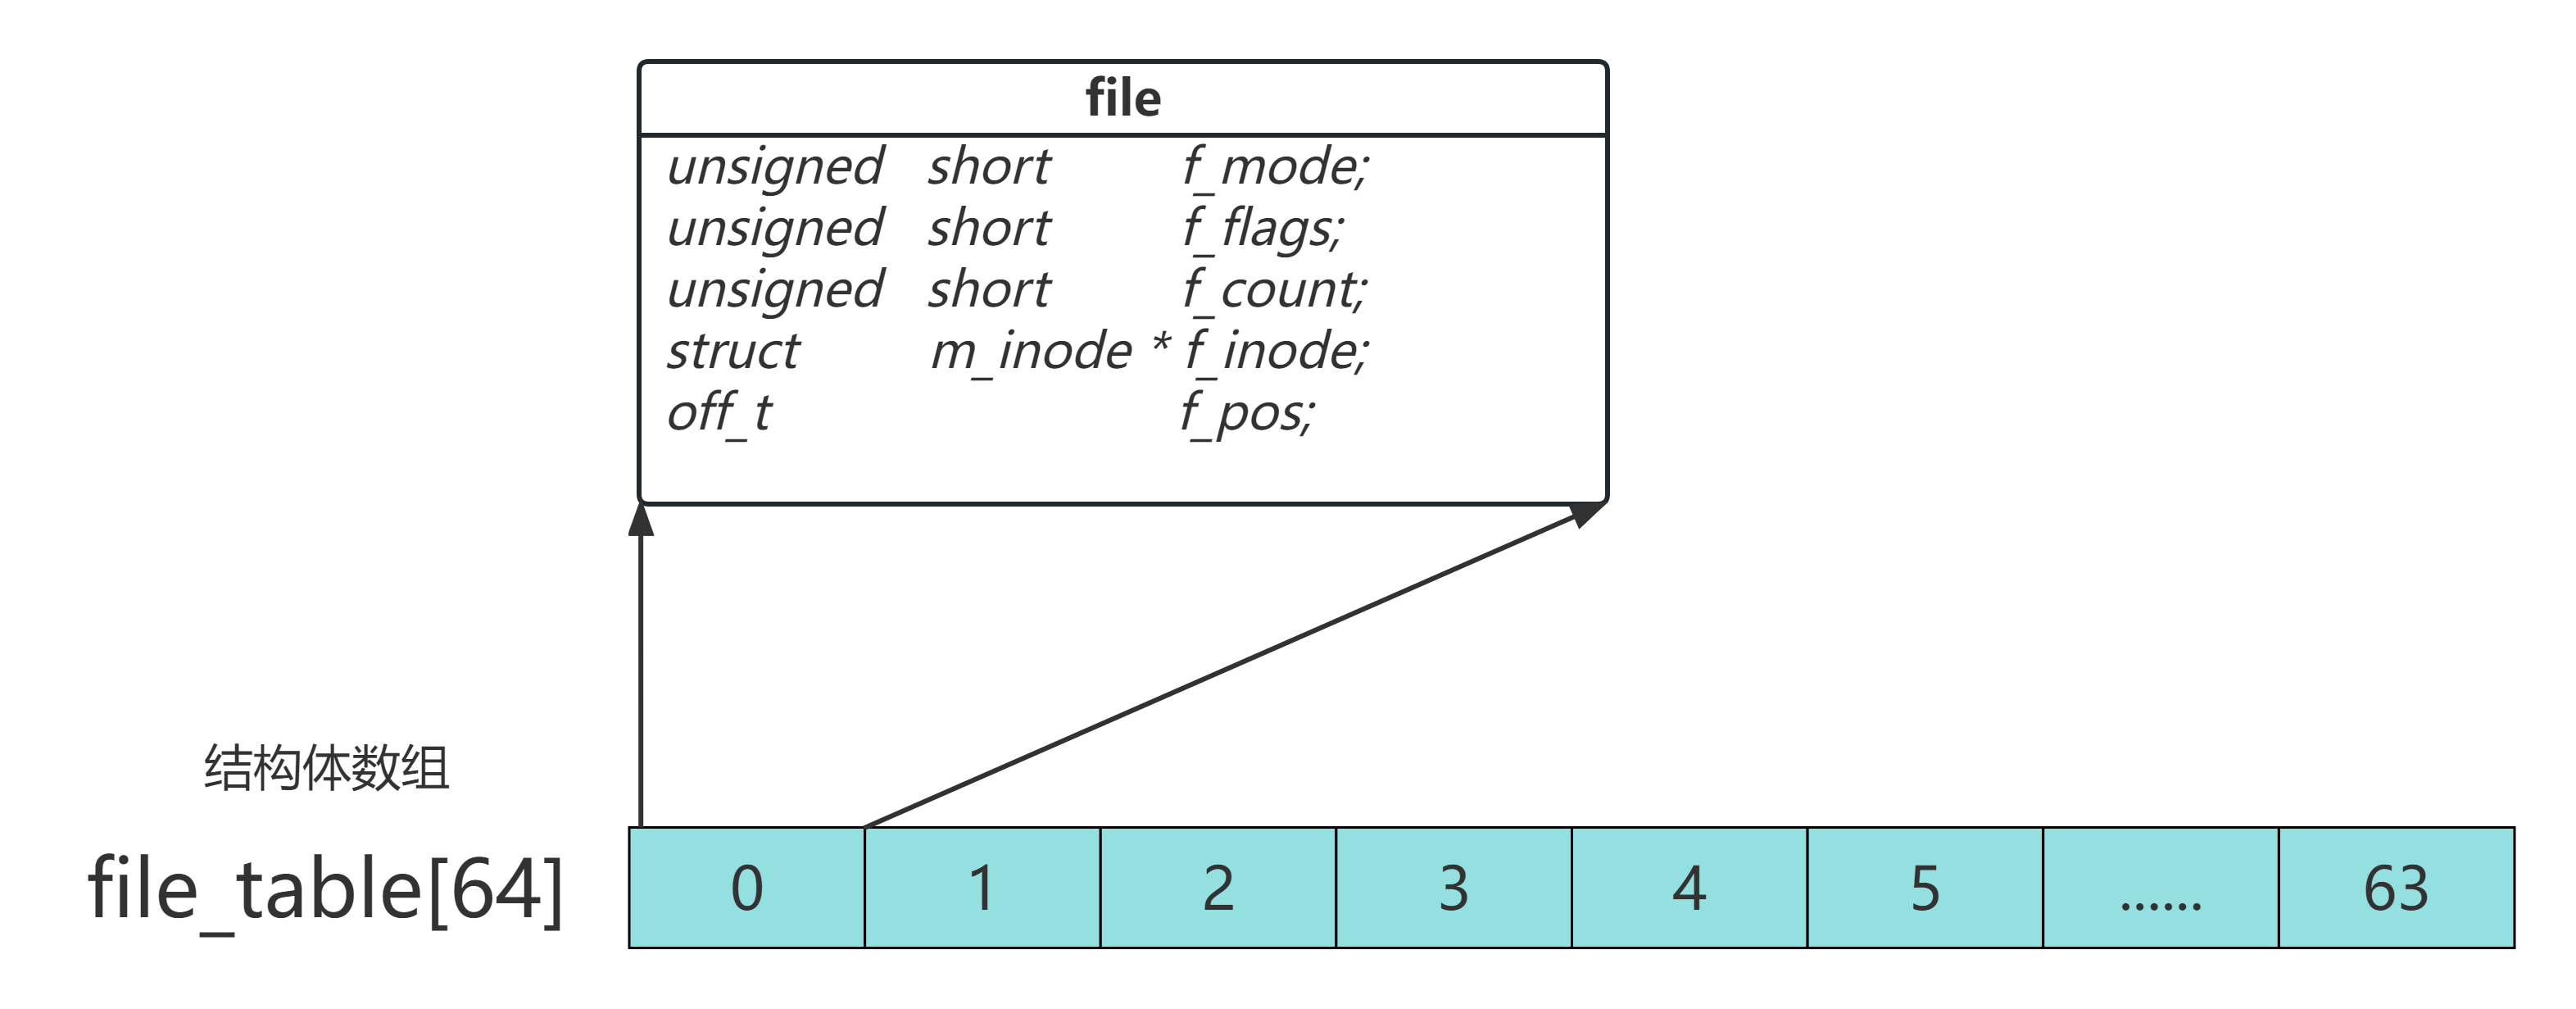 file
unsigned short f_mode;
unsigned short f_flags;
unsigned short f_count;
struct m_inode * f_inode;
off_t f_pos;
结构体数组
file_table[64] 0 1 2 3 4 5 ...... 63